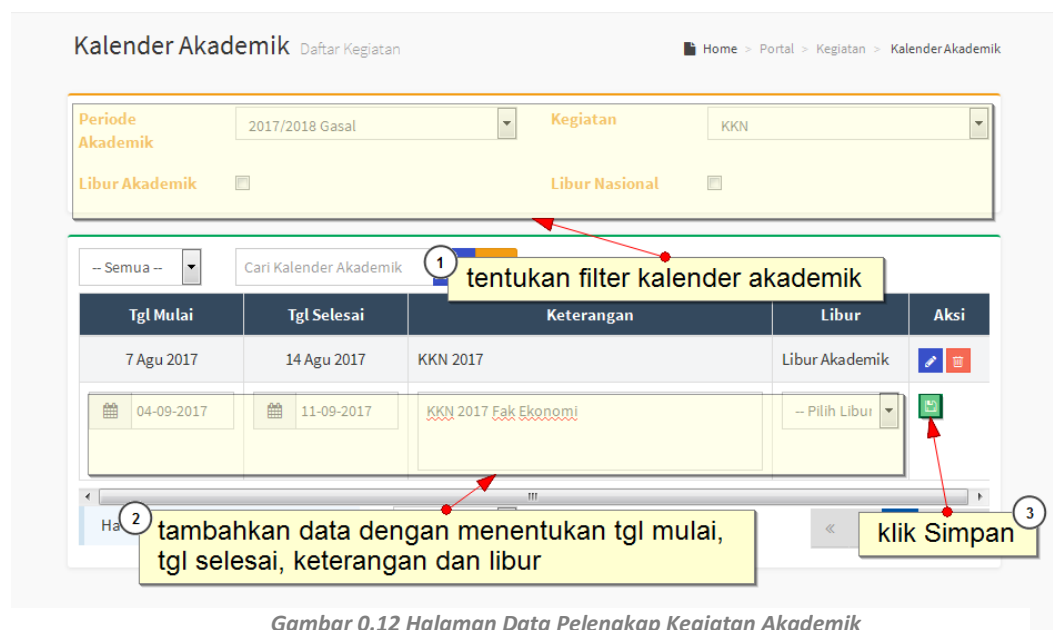 Kalender Akademik Daftar Kegiatan
Home > Portal > Kegiatan > Kalender Akademik
Periode Akademik 2017/2018 Gasal Kegiatan KKN
Libur Akademik Libur Nasional
-- Semua -- Cari Kalender Akademik
1 tentukan filter kalender akademik
Tgl Mulai Tgl Selesai Keterangan Libur Aksi
7 Agu 2017 14 Agu 2017 KKN 2017 Libur Akademik
04-09-2017 11-09-2017 KKN 2017 Fak Ekonomi -- Pilih Libur
2 tambahkan data dengan menentukan tgl mulai,
tgl selesai, keterangan dan libur
«
3 klik Simpan
Gambar 0.12 Halaman Data Pelengkap Kegiatan Akademik